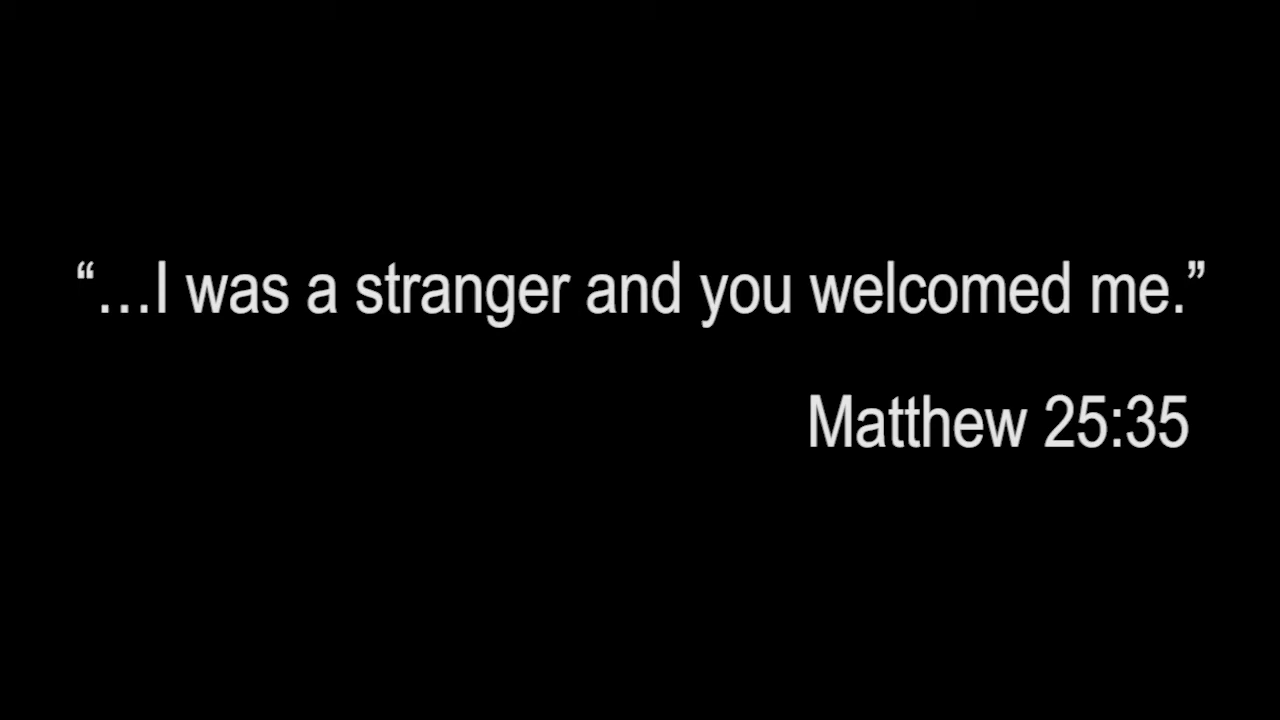 “…I was a stranger and you welcomed me.”
Matthew 25:35